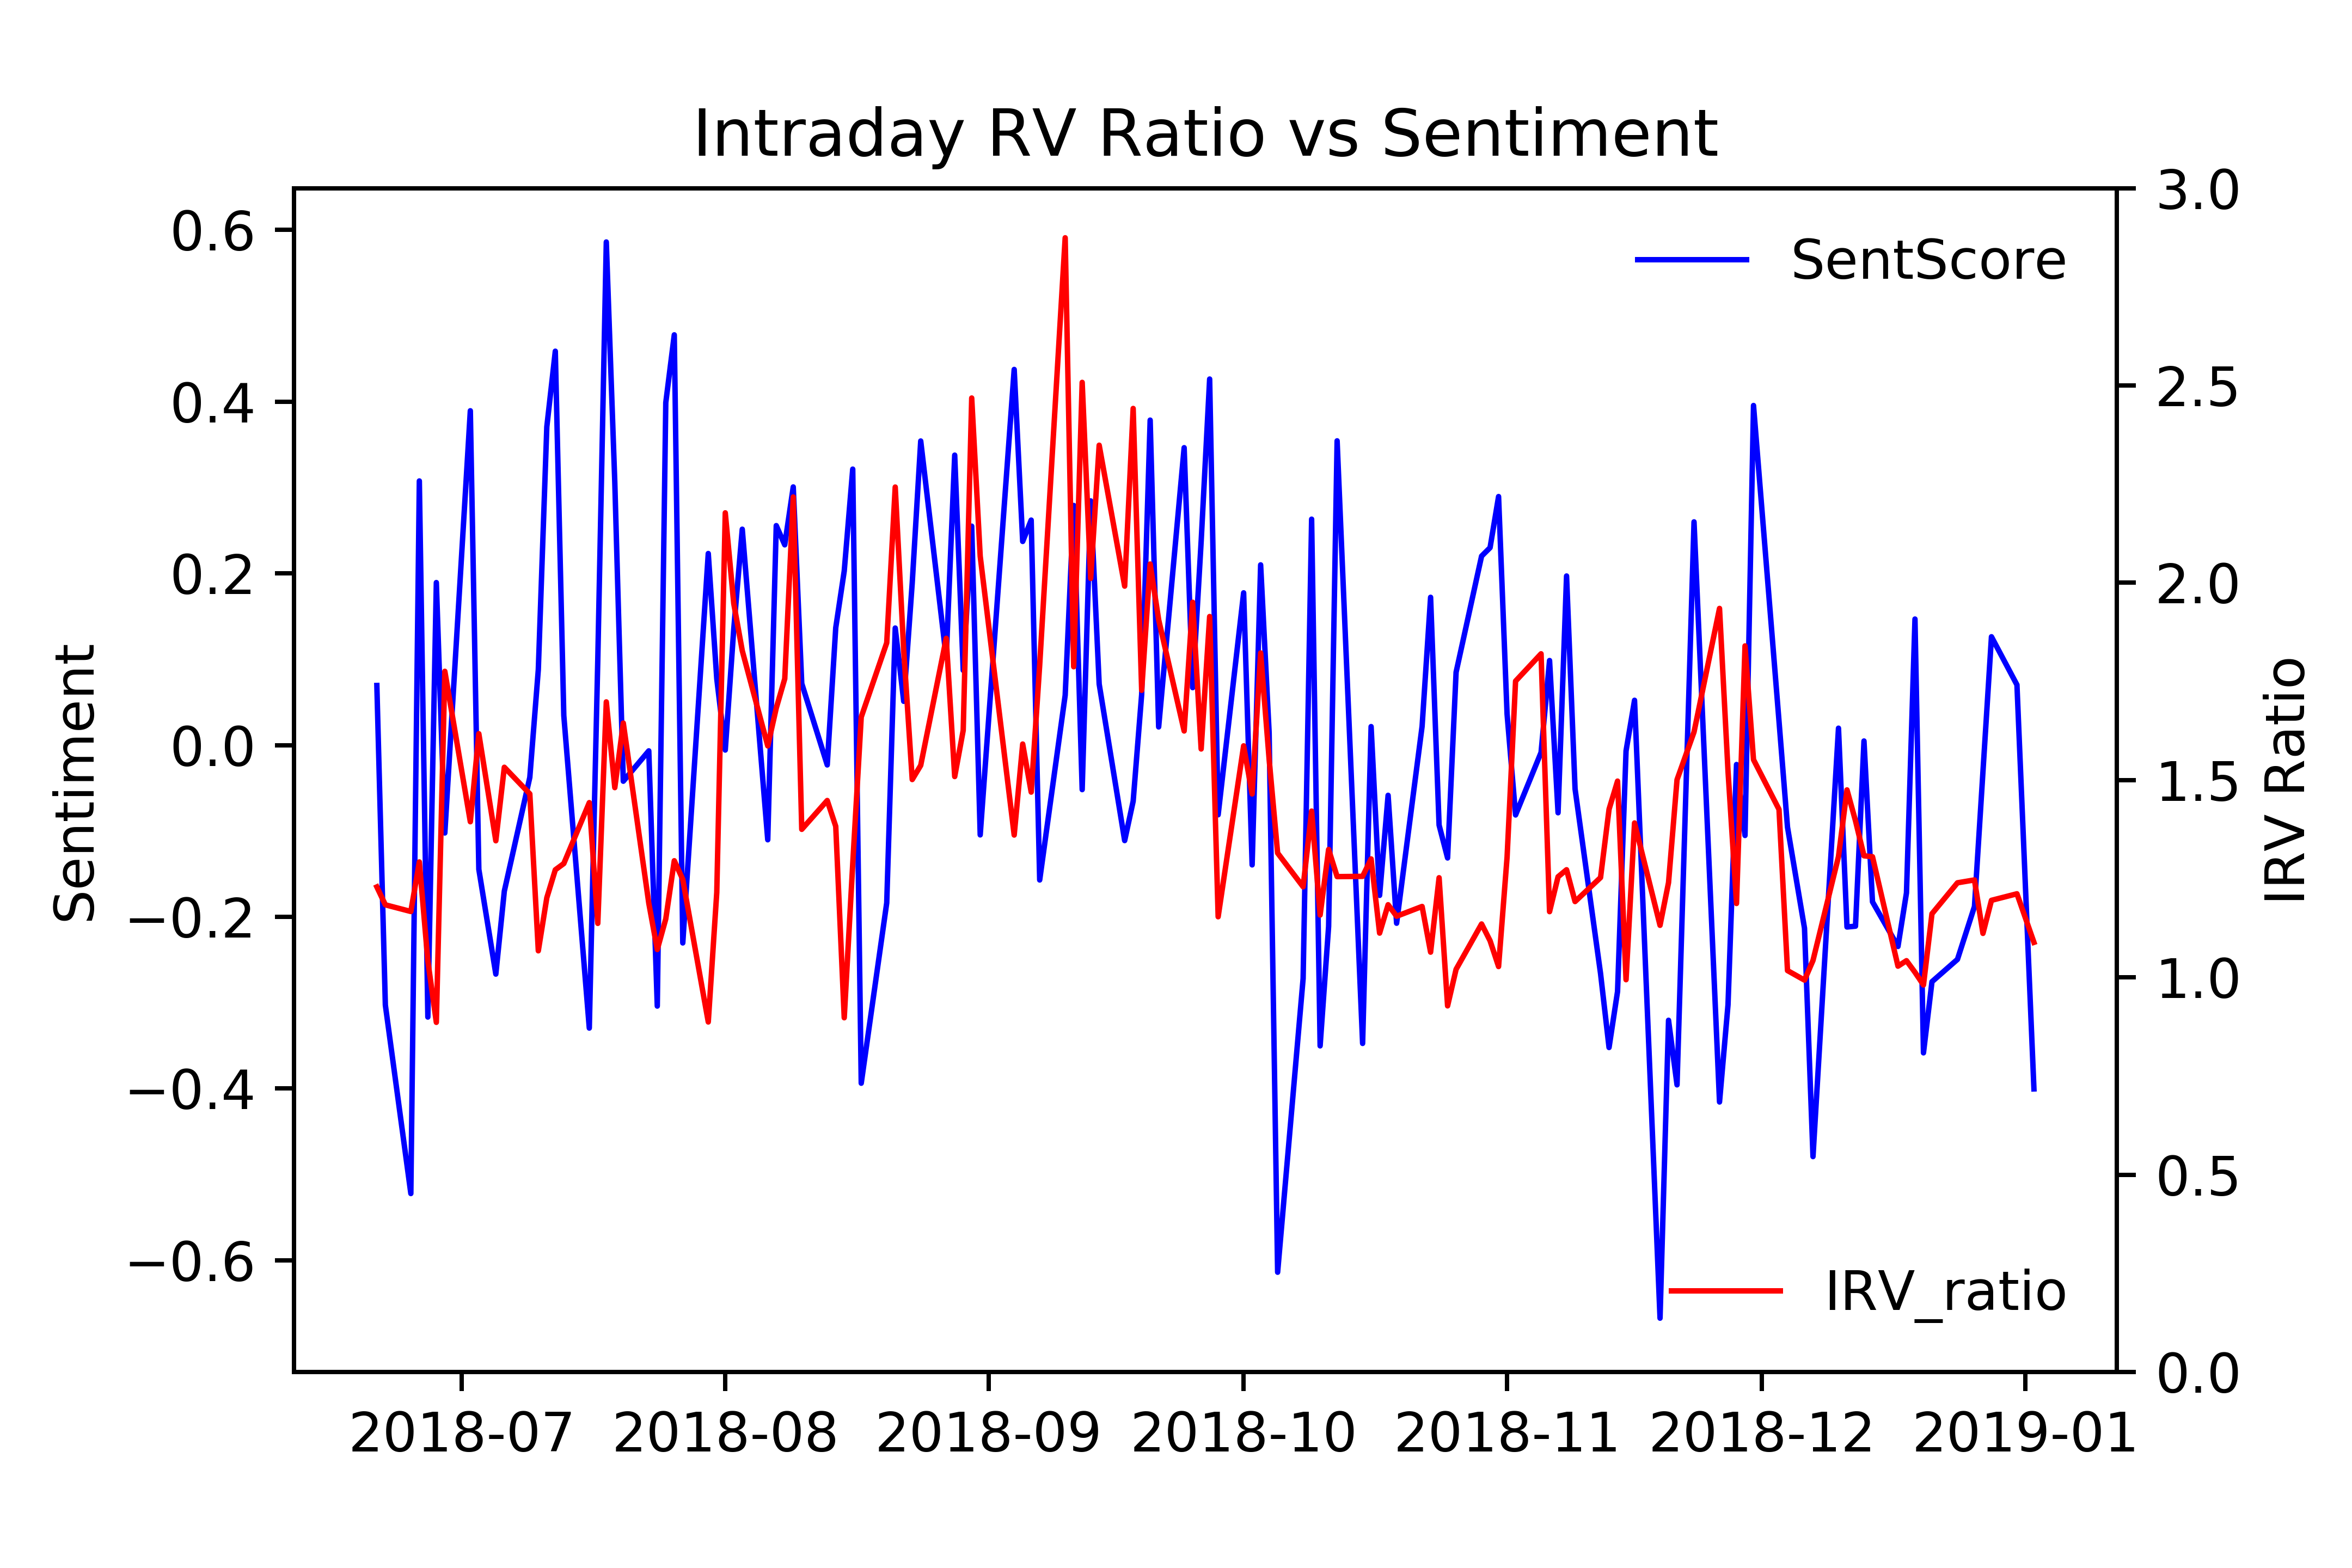 Intraday RV Ratio vs Sentiment
SentScore
IRV_ratio
Sentiment
0.6
0.4
0.2
0.0
−0.2
−0.4
−0.6
IRV Ratio
3.0
2.5
2.0
1.5
1.0
0.5
0.0
2018-07 2018-08 2018-09 2018-10 2018-11 2018-12 2019-01